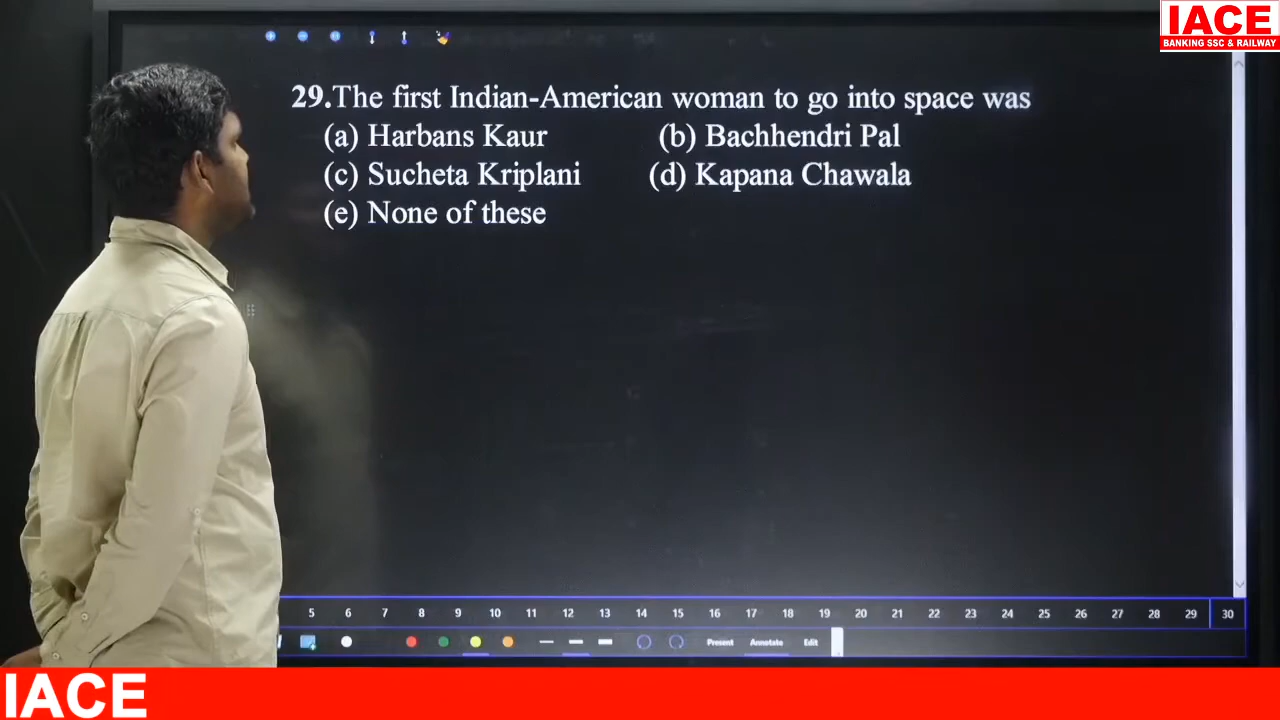 IACE
BANKING SSC & RAILWAY
29.The first Indian-American woman to go into space was
(a) Harbans Kaur (b) Bachhendri Pal
(c) Sucheta Kriplani (d) Kapana Chawala
(e) None of these
5 6 7 8 9 10 11 12 13 14 15 16 17 18 19 20 21 22 23 24 25 26 27 28 29 30
Present Annotate Edit
IACE